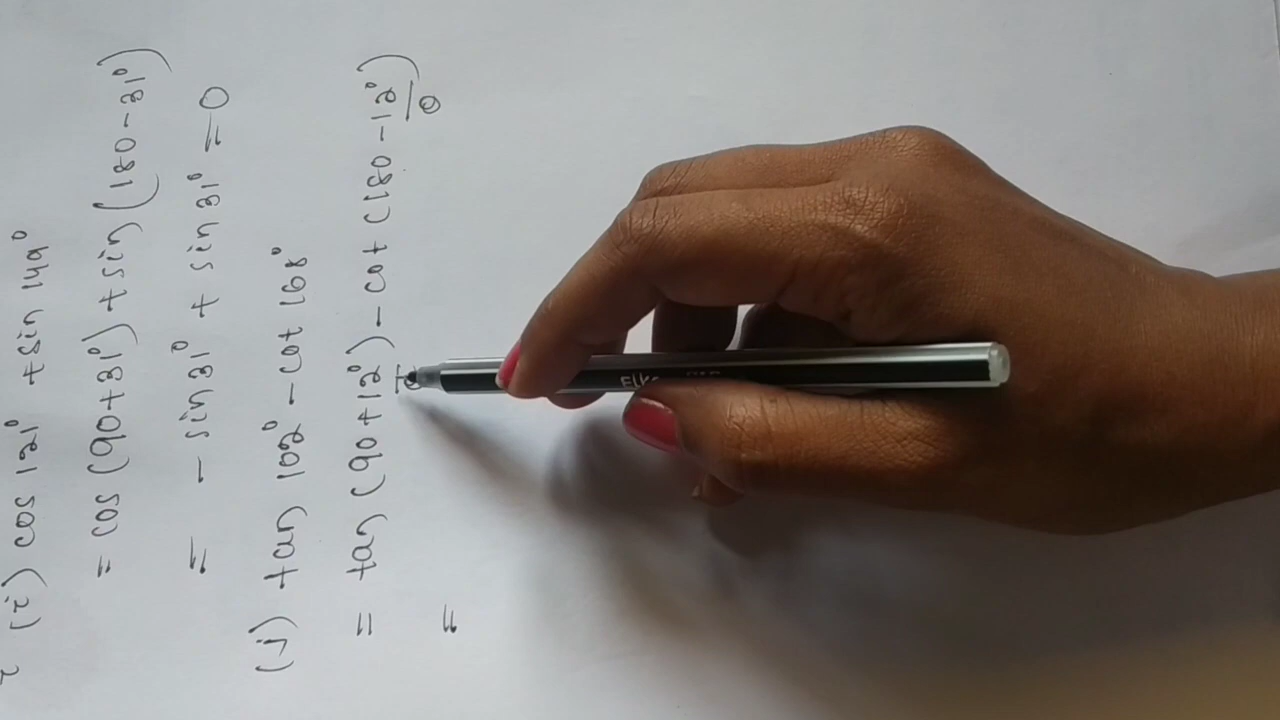 (i) cos 121° + sin 149°
= cos (90+31°) + sin (180-31°)
= - sin 31° + sin 31° = 0
(j) tan 102° - cot 168°
= tan (90+12°) - cot (180-12°)
θ θ
=